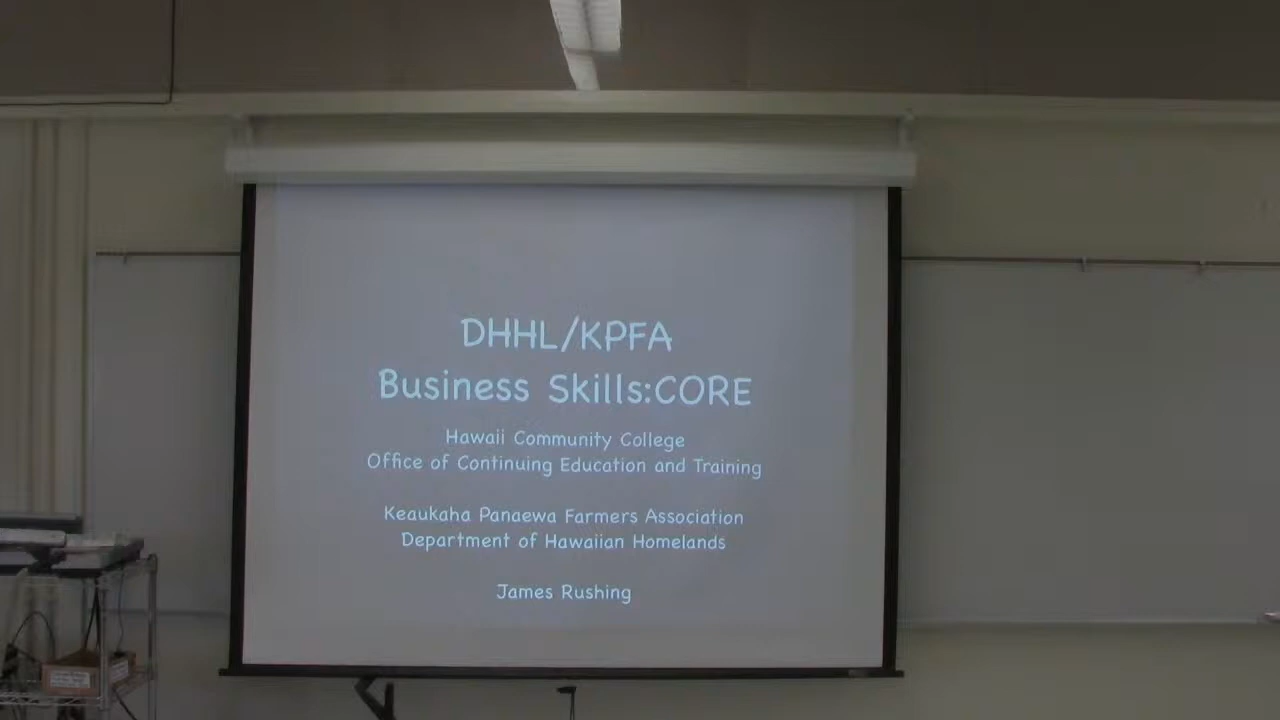 DHHL/KPFA
Business Skills:CORE
Hawaii Community College
Office of Continuing Education and Training
Keaukaha Panaewa Farmers Association
Department of Hawaiian Homelands
James Rushing